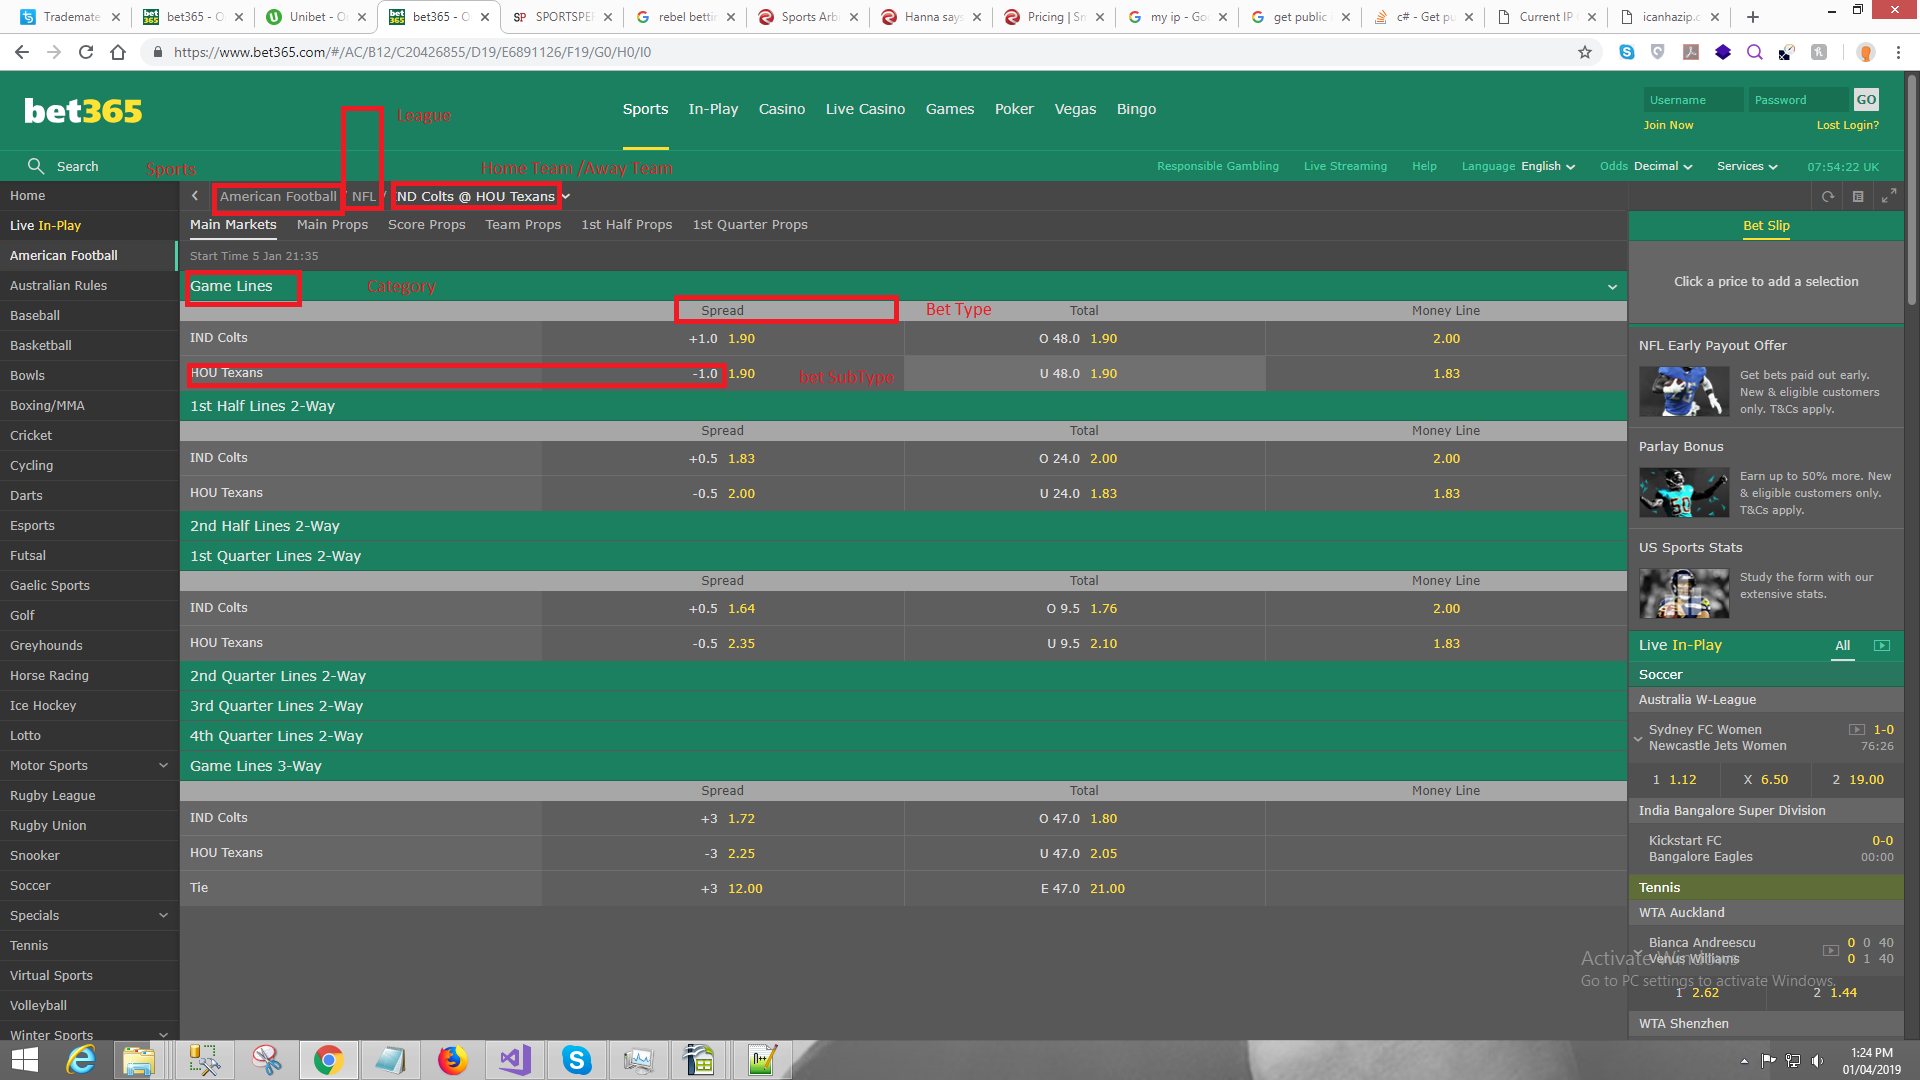 Trademate
bet365 - O
Unibet - O
bet365 - O
SP SPORTSPE
rebel bettin
Sports Arb
Hanna says
Pricing | Sm
my ip - Go
get public
c# - Get pu
Current IP
icanhazip.c
https://www.bet365.com/#/AC/B12/C20426855/D19/E6891126/F19/G0/H0/I0
bet365
League
Sports In-Play Casino Live Casino Games Poker Vegas Bingo
Username Password GO
Join Now Lost Login?
Search
Sports
Home Team /Away Team
Responsible Gambling Live Streaming Help Language English Odds Decimal Services 07:54:22 UK
Home
Live In-Play
American Football
Australian Rules
Baseball
Basketball
Bowls
Boxing/MMA
Cricket
Cycling
Darts
Esports
Futsal
Gaelic Sports
Golf
Greyhounds
Horse Racing
Ice Hockey
Lotto
Motor Sports
Rugby League
Rugby Union
Snooker
Soccer
Specials
Tennis
Virtual Sports
Volleyball
Winter Sports
American Football / NFL / IND Colts @ HOU Texans
Main Markets Main Props Score Props Team Props 1st Half Props 1st Quarter Props
Start Time 5 Jan 21:35
Game Lines
Category
Spread Total Money Line
Bet Type
IND Colts +1.0 1.90 O 48.0 1.90 2.00
HOU Texans -1.0 1.90 U 48.0 1.90 1.83
bet SubType
1st Half Lines 2-Way
Spread Total Money Line
IND Colts +0.5 1.83 O 24.0 2.00 2.00
HOU Texans -0.5 2.00 U 24.0 1.83 1.83
2nd Half Lines 2-Way
1st Quarter Lines 2-Way
Spread Total Money Line
IND Colts +0.5 1.64 O 9.5 1.76 2.00
HOU Texans -0.5 2.35 U 9.5 2.10 1.83
2nd Quarter Lines 2-Way
3rd Quarter Lines 2-Way
4th Quarter Lines 2-Way
Game Lines 3-Way
Spread Total Money Line
IND Colts +3 1.72 O 47.0 1.80
HOU Texans -3 2.25 U 47.0 2.05
Tie +3 12.00 E 47.0 21.00
Bet Slip
Click a price to add a selection
NFL Early Payout Offer
Get bets paid out early.
New & eligible customers
only. T&Cs apply.
Parlay Bonus
Earn up to 50% more. New
& eligible customers only.
T&Cs apply.
US Sports Stats
Study the form with our
extensive stats.
Live In-Play All
Soccer
Australia W-League
Sydney FC Women 1-0
Newcastle Jets Women 76:26
1 1.12 X 6.50 2 19.00
India Bangalore Super Division
Kickstart FC 0-0
Bangalore Eagles 00:00
Tennis
WTA Auckland
Bianca Andreescu 0 0 40
Venus Williams 0 1 40
Activate Windows
Go to PC settings to activate Windows.
1 2.62 2 1.44
WTA Shenzhen
1:24 PM
01/04/2019